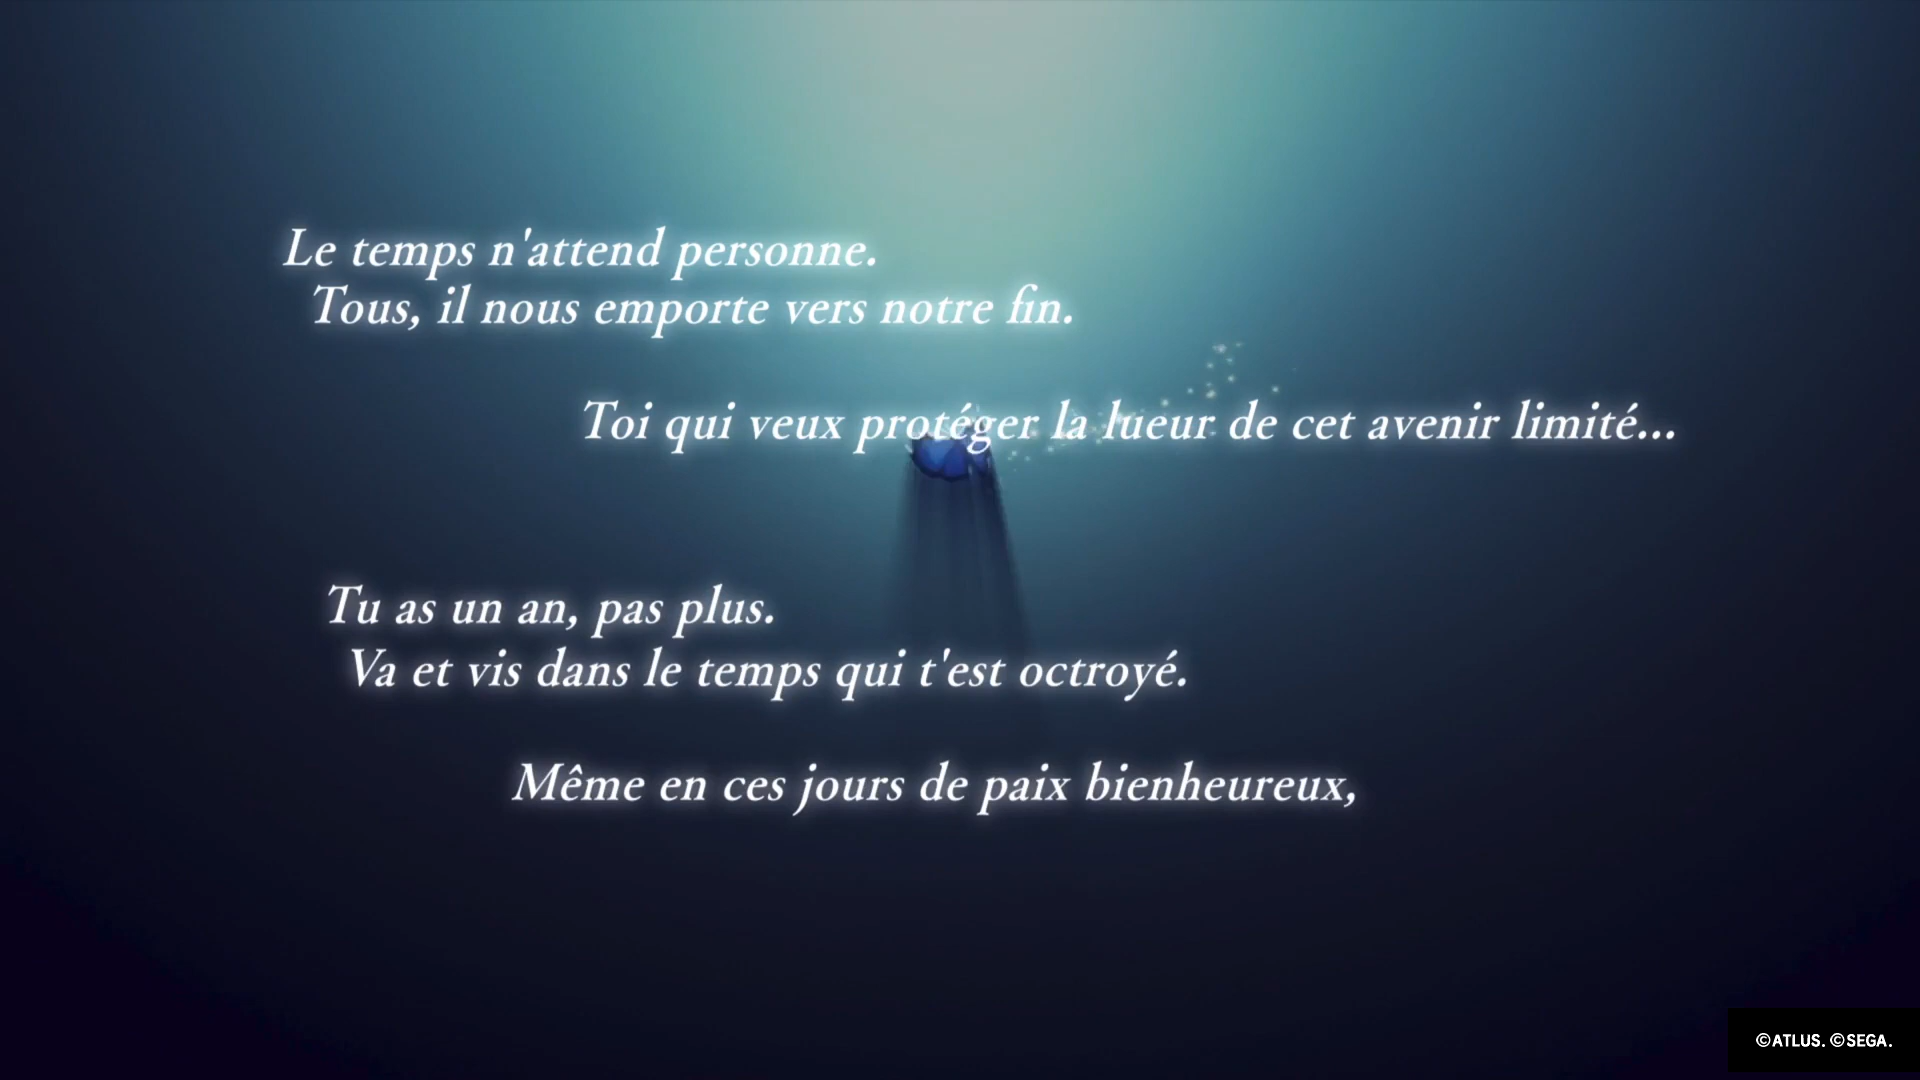 Le temps n'attend personne.
Tous, il nous emporte vers notre fin.
Toi qui veux protéger la lueur de cet avenir limité...
Tu as un an, pas plus.
Va et vis dans le temps qui t'est octroyé.
Même en ces jours de paix bienheureux,
©ATLUS. ©SEGA.